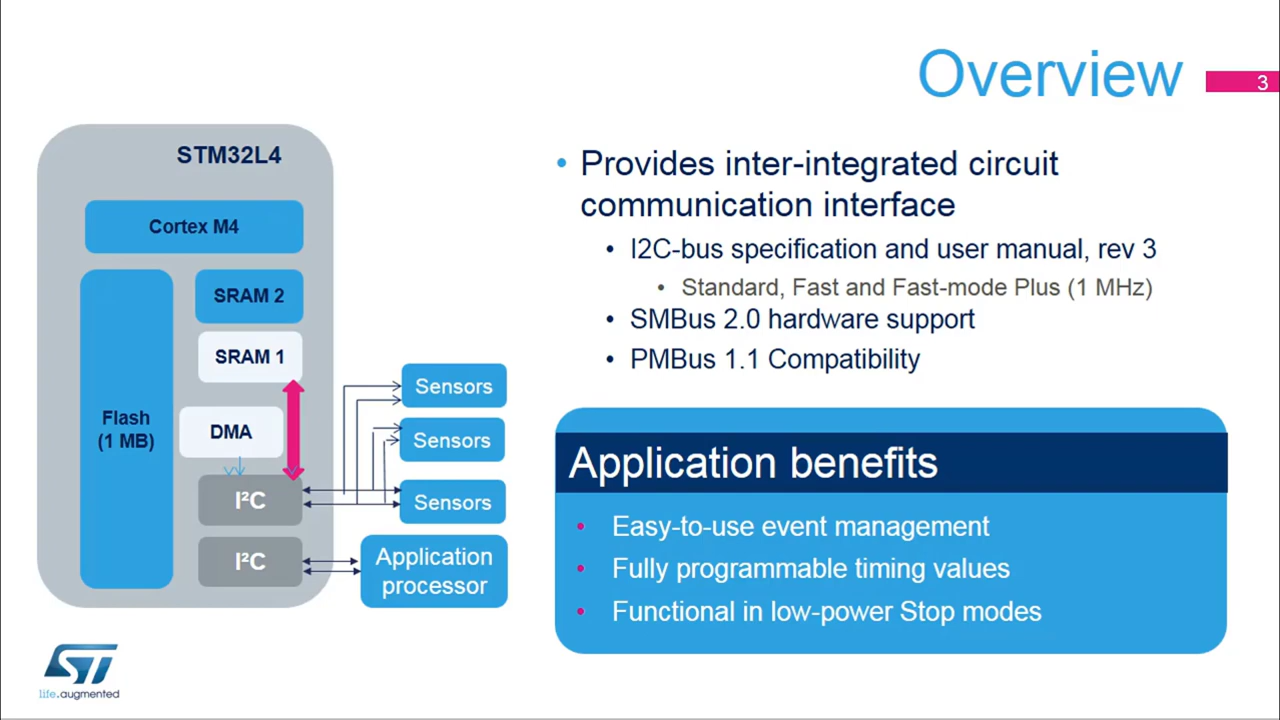 Overview
3
STM32L4
Cortex M4
SRAM 2
SRAM 1
Flash
(1 MB)
DMA
I²C
I²C
Sensors
Sensors
Sensors
Application
processor
• Provides inter-integrated circuit
communication interface
• I2C-bus specification and user manual, rev 3
• Standard, Fast and Fast-mode Plus (1 MHz)
• SMBus 2.0 hardware support
• PMBus 1.1 Compatibility
Application benefits
• Easy-to-use event management
• Fully programmable timing values
• Functional in low-power Stop modes
ST
life.augmented